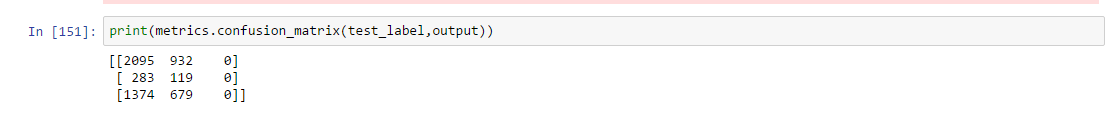 In [151]: print(metrics.confusion_matrix(test_label,output))
[[2095  932    0]
 [ 283  119    0]
 [1374  679    0]]